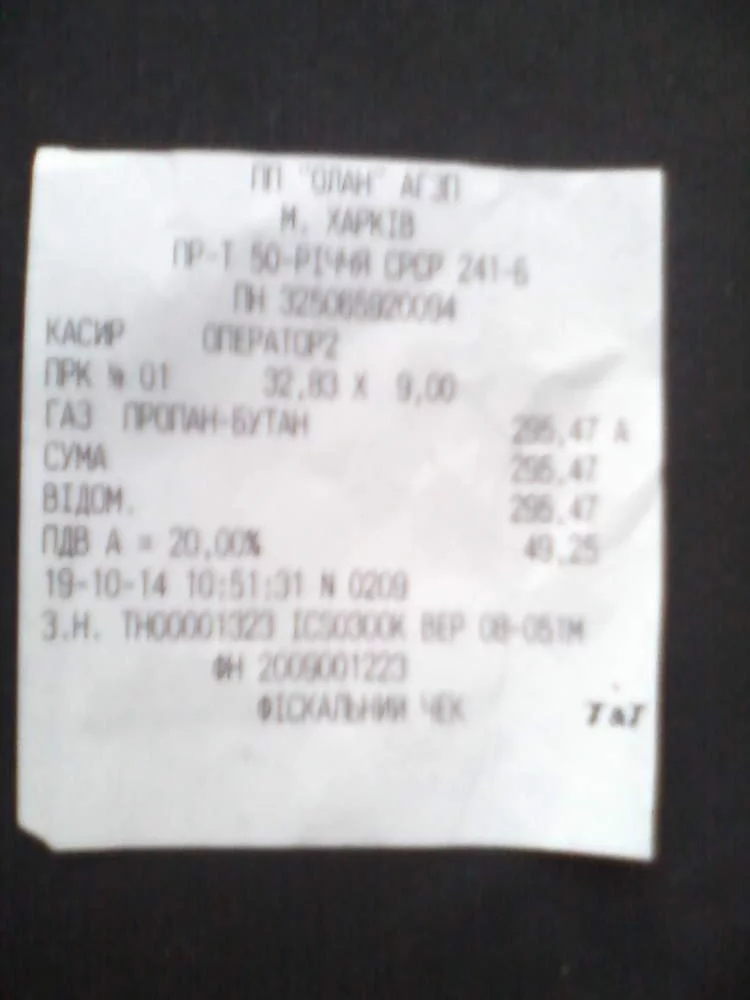 ПП "ОЛАН" АГЗП
М. ХАРКІВ
ПР-Т 50-РІЧЧЯ СРСР 241-Б
ПН 325065920094
КАСИР ОПЕРАТОР2
ПРК № 01 32,83 X 9,00
ГАЗ ПРОПАН-БУТАН 295,47 А
СУМА 295,47
ВІДОМ. 295,47
ПДВ А = 20,00% 49,25
19-10-14 10:51:31 N 0209
З.Н. ТН00001323 ІCS0300К ВЕР 08-051М
ФН 2009001223
ФІСКАЛЬНИЙ ЧЕК T&T